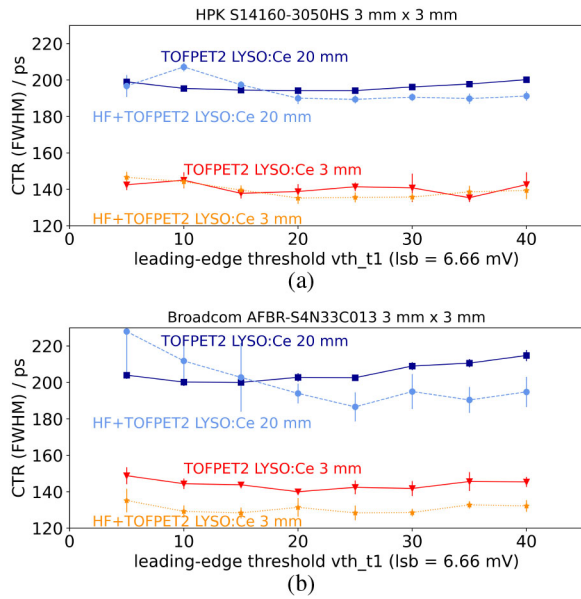 HPK S14160-3050HS 3 mm x 3 mm
220
200
180
160
140
120
CTR (FWHM) / ps
TOFPET2 LYSO:Ce 20 mm
HF+TOFPET2 LYSO:Ce 20 mm
TOFPET2 LYSO:Ce 3 mm
HF+TOFPET2 LYSO:Ce 3 mm
0 10 20 30 40
leading-edge threshold vth_t1 (lsb = 6.66 mV)
(a)
Broadcom AFBR-S4N33C013 3 mm x 3 mm
220
200
180
160
140
120
CTR (FWHM) / ps
TOFPET2 LYSO:Ce 20 mm
HF+TOFPET2 LYSO:Ce 20 mm
TOFPET2 LYSO:Ce 3 mm
HF+TOFPET2 LYSO:Ce 3 mm
0 10 20 30 40
leading-edge threshold vth_t1 (lsb = 6.66 mV)
(b)